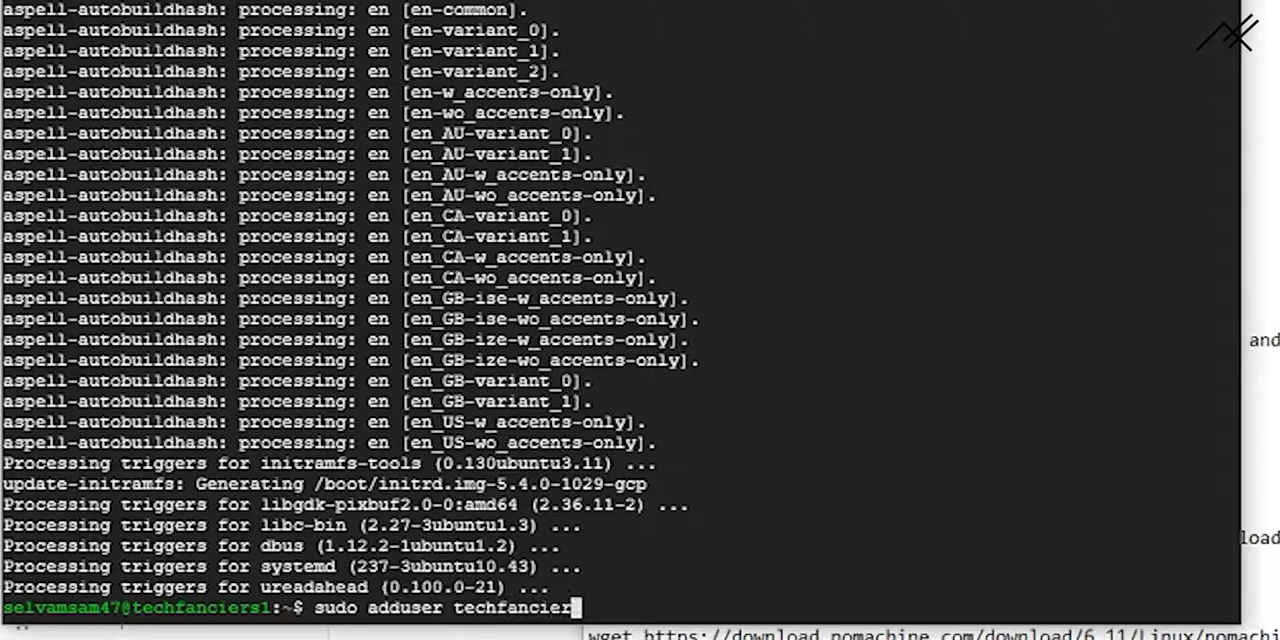 aspell-autobuildhash: processing: en [en-common].
aspell-autobuildhash: processing: en [en-variant_0].
aspell-autobuildhash: processing: en [en-variant_1].
aspell-autobuildhash: processing: en [en-variant_2].
aspell-autobuildhash: processing: en [en-w_accents-only].
aspell-autobuildhash: processing: en [en-wo_accents-only].
aspell-autobuildhash: processing: en [en_AU-variant_0].
aspell-autobuildhash: processing: en [en_AU-variant_1].
aspell-autobuildhash: processing: en [en_AU-w_accents-only].
aspell-autobuildhash: processing: en [en_AU-wo_accents-only].
aspell-autobuildhash: processing: en [en_CA-variant_0].
aspell-autobuildhash: processing: en [en_CA-variant_1].
aspell-autobuildhash: processing: en [en_CA-w_accents-only].
aspell-autobuildhash: processing: en [en_CA-wo_accents-only].
aspell-autobuildhash: processing: en [en_GB-ise-w_accents-only].
aspell-autobuildhash: processing: en [en_GB-ise-wo_accents-only].
aspell-autobuildhash: processing: en [en_GB-ize-w_accents-only].
aspell-autobuildhash: processing: en [en_GB-ize-wo_accents-only].
aspell-autobuildhash: processing: en [en_GB-variant_0].
aspell-autobuildhash: processing: en [en_GB-variant_1].
aspell-autobuildhash: processing: en [en_US-w_accents-only].
aspell-autobuildhash: processing: en [en_US-wo_accents-only].
Processing triggers for initramfs-tools (0.130ubuntu3.11) ...
update-initramfs: Generating /boot/initrd.img-5.4.0-1029-gcp
Processing triggers for libgdk-pixbuf2.0-0:amd64 (2.36.11-2) ...
Processing triggers for libc-bin (2.27-3ubuntu1.3) ...
Processing triggers for dbus (1.12.2-1ubuntu1.2) ...
Processing triggers for systemd (237-3ubuntu10.43) ...
Processing triggers for ureadahead (0.100.0-21) ...
selvamsam47@techfanciers1:~$ sudo adduser techfancier
and
load
wget https://download.nomachine.com/download/6.11/Linux/nomachi